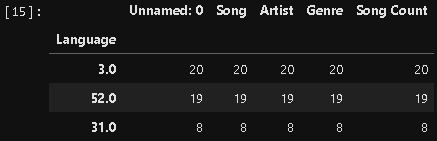 [15]: Unnamed: 0 Song Artist Genre Song Count
Language
3.0 20 20 20 20 20
52.0 19 19 19 19 19
31.0 8 8 8 8 8